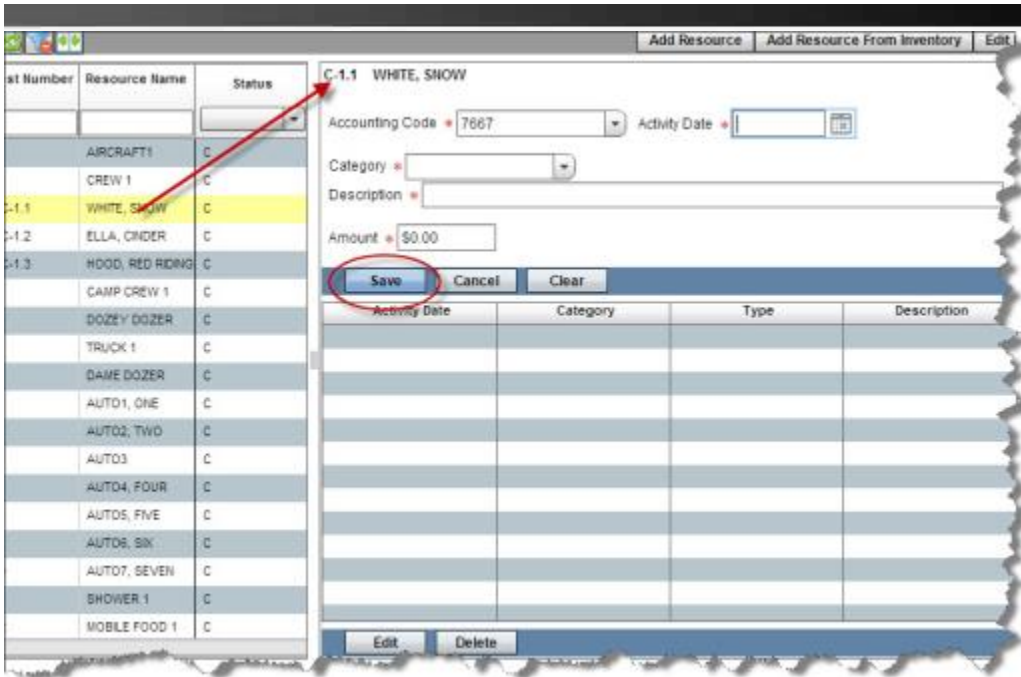 Add Resource Add Resource From Inventory Edit
st Number Resource Name Status
AIRCRAFT1 C
CREW 1 C
C-1.1 WHITE, SNOW C
C-1.2 ELLA, CINDER C
C-1.3 HOOD, RED RIDING C
CAMP CREW 1 C
DOZEY DOZER C
TRUCK 1 C
DAME DOZER C
AUTO1, ONE C
AUTO2, TWO C
AUTO3 C
AUTO4, FOUR C
AUTO5, FIVE C
AUTO6, SIX C
AUTO7, SEVEN C
SHOWER 1 C
MOBILE FOOD 1 C
C-1.1 WHITE, SNOW
Accounting Code * 7667 Activity Date *
Category *
Description *
Amount * $0.00
Save Cancel Clear
Activity Date Category Type Description
Edit Delete